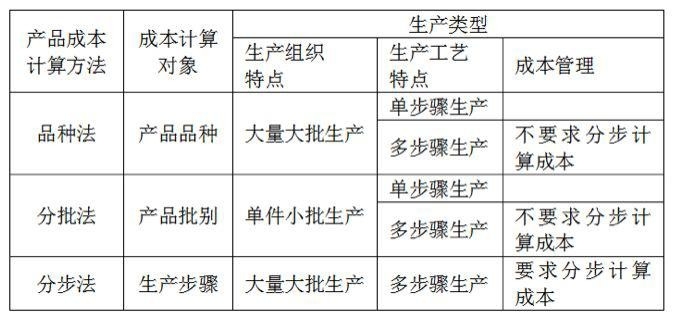 产品成本
计算方法
成本计算
对象
生产类型
生产组织
特点
生产工艺
特点
成本管理
品种法
产品品种
大量大批生产
单步骤生产
多步骤生产
不要求分步计
算成本
分批法
产品批别
单件小批生产
单步骤生产
多步骤生产
不要求分步计
算成本
分步法
生产步骤
大量大批生产
多步骤生产
要求分步计算
成本